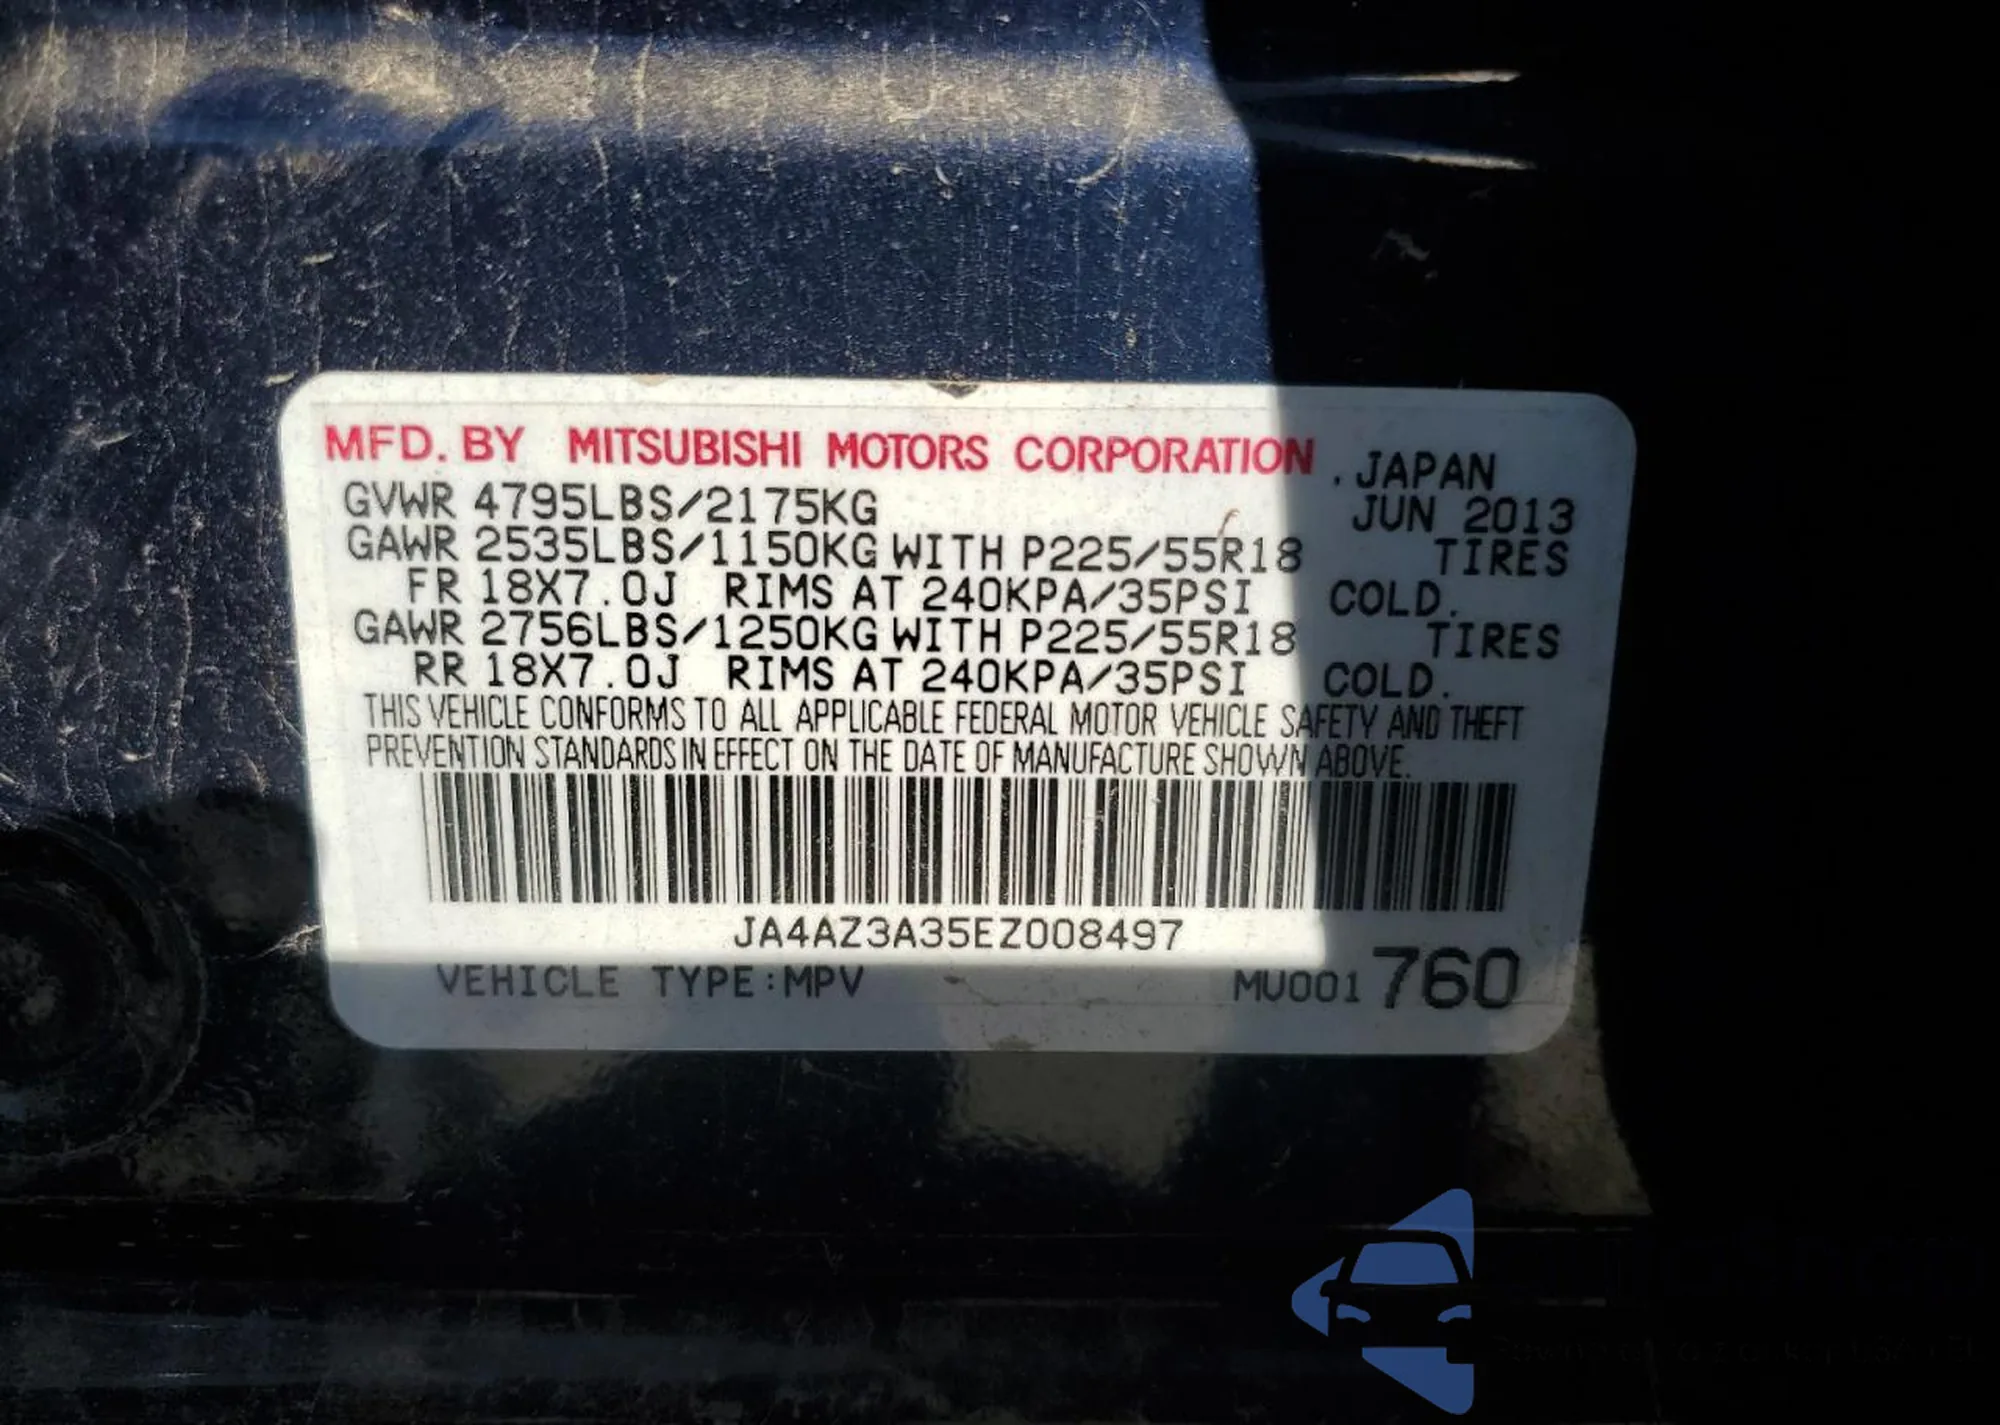 MFD. BY MITSUBISHI MOTORS CORPORATION . JAPAN
GVWR 4795LBS/2175KG JUN 2013
GAWR 2535LBS/1150KG WITH P225/55R18 TIRES
FR 18X7.0J RIMS AT 240KPA/35PSI COLD.
GAWR 2756LBS/1250KG WITH P225/55R18 TIRES
RR 18X7.0J RIMS AT 240KPA/35PSI COLD.
THIS VEHICLE CONFORMS TO ALL APPLICABLE FEDERAL MOTOR VEHICLE SAFETY AND THEFT
PREVENTION STANDARDS IN EFFECT ON THE DATE OF MANUFACTURE SHOWN ABOVE.
JA4AZ3A35EZ008497
VEHICLE TYPE:MPV MU001 760